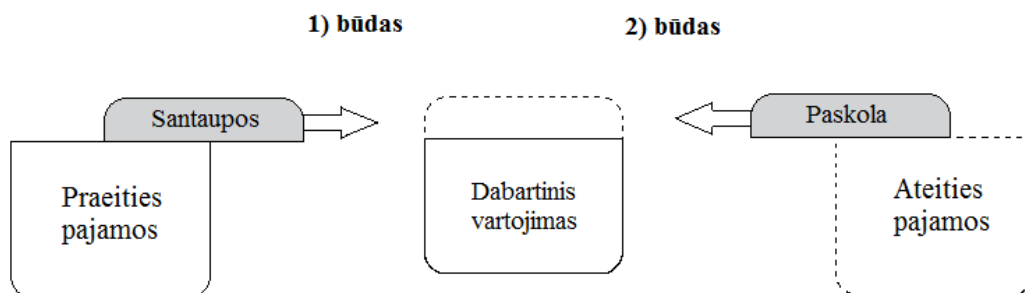 1) būdas
2) būdas
Santaupos
Paskola
Praeities
pajamos
Dabartinis
vartojimas
Ateities
pajamos